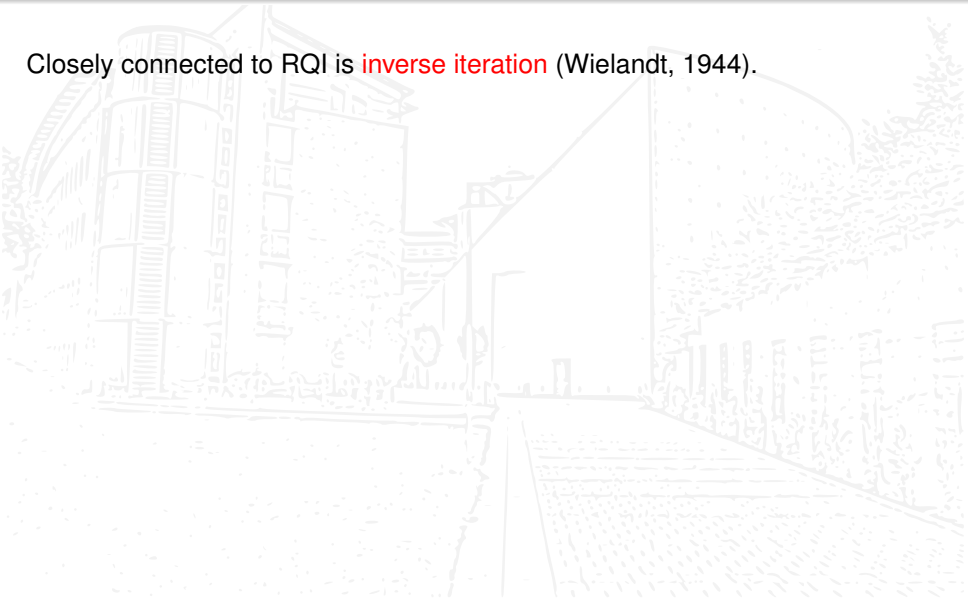 Closely connected to RQI is inverse iteration (Wielandt, 1944).